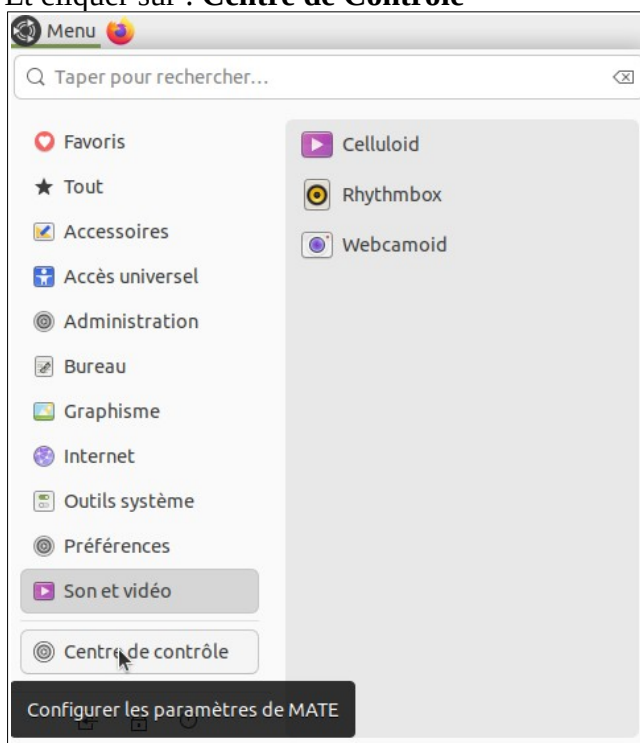 Et cliquer sur : Centre de Contrôle
Menu
Taper pour rechercher...
Favoris
Tout
Accessoires
Accès universel
Administration
Bureau
Graphisme
Internet
Outils système
Préférences
Son et vidéo
Centre de contrôle
Configurer les paramètres de MATE
Celluloid
Rhythmbox
Webcamoid